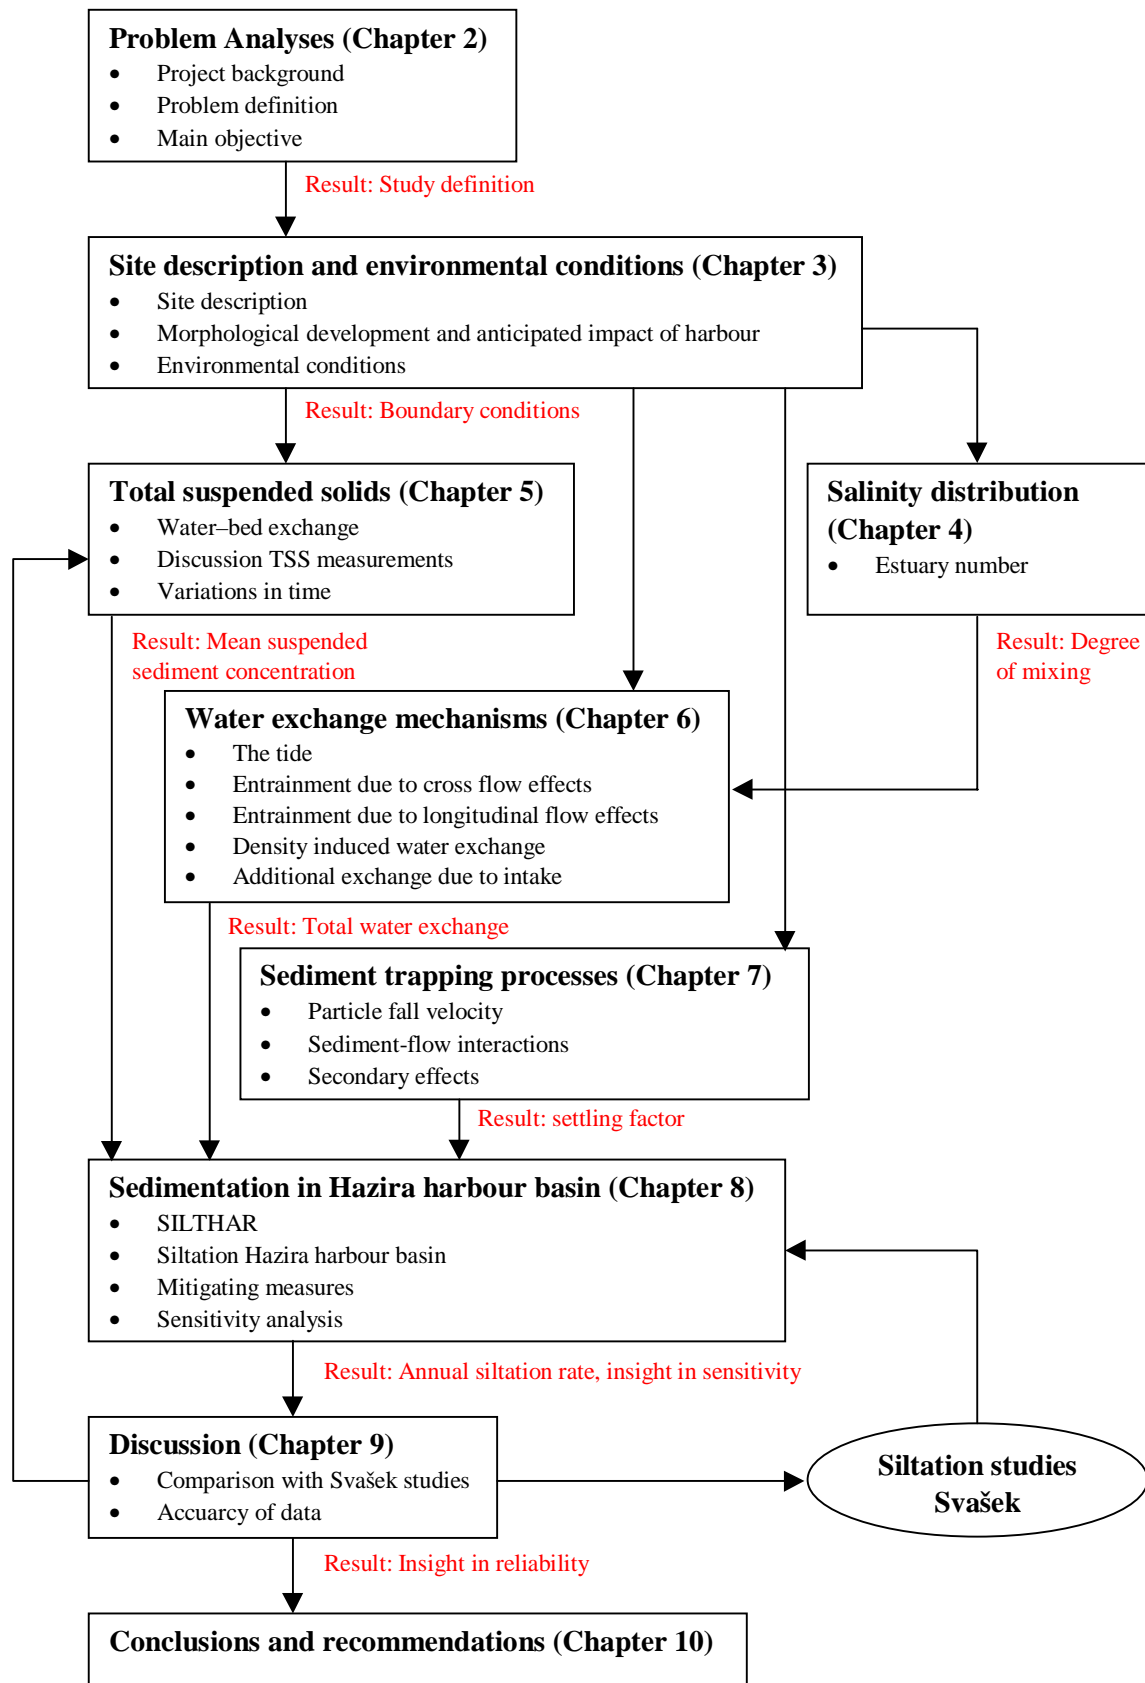 Problem Analyses (Chapter 2)
• Project background
• Problem definition
• Main objective
Result: Study definition
Site description and environmental conditions (Chapter 3)
• Site description
• Morphological development and anticipated impact of harbour
• Environmental conditions
Result: Boundary conditions
Total suspended solids (Chapter 5)
• Water–bed exchange
• Discussion TSS measurements
• Variations in time
Salinity distribution
(Chapter 4)
• Estuary number
Result: Mean suspended
sediment concentration
Result: Degree
of mixing
Water exchange mechanisms (Chapter 6)
• The tide
• Entrainment due to cross flow effects
• Entrainment due to longitudinal flow effects
• Density induced water exchange
• Additional exchange due to intake
Result: Total water exchange
Sediment trapping processes (Chapter 7)
• Particle fall velocity
• Sediment-flow interactions
• Secondary effects
Result: settling factor
Sedimentation in Hazira harbour basin (Chapter 8)
• SILTHAR
• Siltation Hazira harbour basin
• Mitigating measures
• Sensitivity analysis
Result: Annual siltation rate, insight in sensitivity
Discussion (Chapter 9)
• Comparison with Svašek studies
• Accuarcy of data
Siltation studies
Svašek
Result: Insight in reliability
Conclusions and recommendations (Chapter 10)